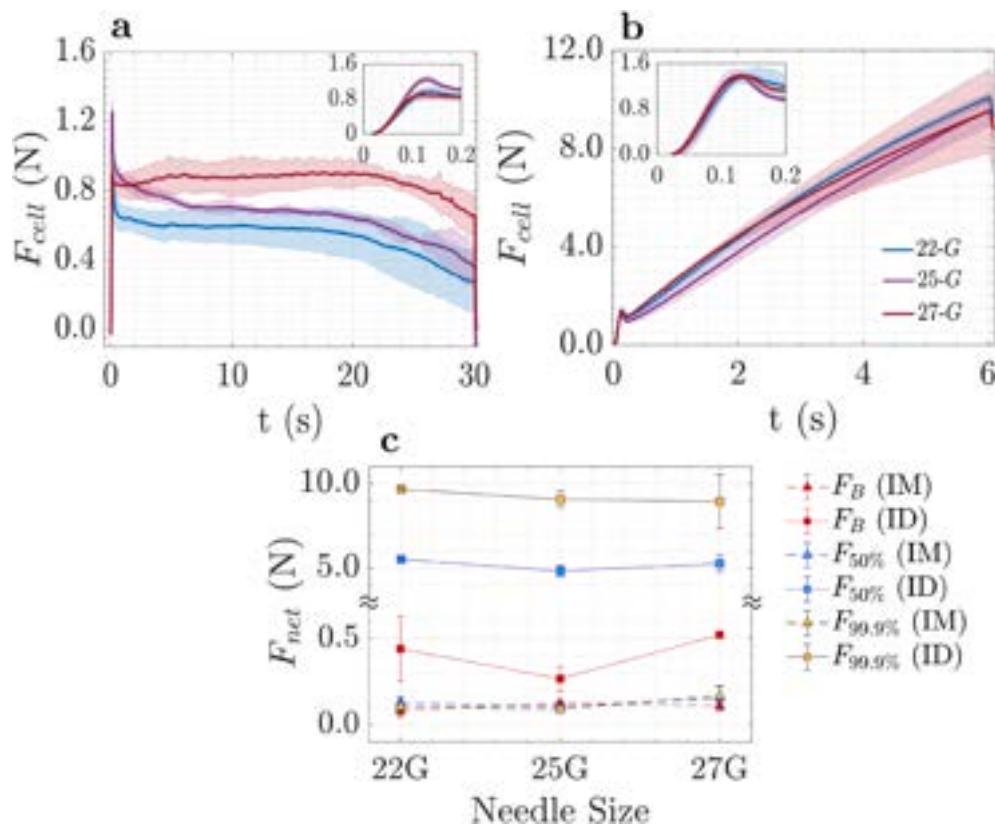 a
F_cell (N)
1.6
1.2
0.8
0.4
0.0
0 10 20 30
t (s)
1.6
0.8
0
0 0.1 0.2
b
F_cell (N)
12.0
8.0
4.0
0.0
0 2 4 6
t (s)
1.6
0.8
0.0
0 0.1 0.2
22-G
25-G
27-G
c
F_net (N)
10.0
5.0
0.5
0.0
22G 25G 27G
Needle Size
F_B (IM)
F_B (ID)
F_50% (IM)
F_50% (ID)
F_99.9% (IM)
F_99.9% (ID)